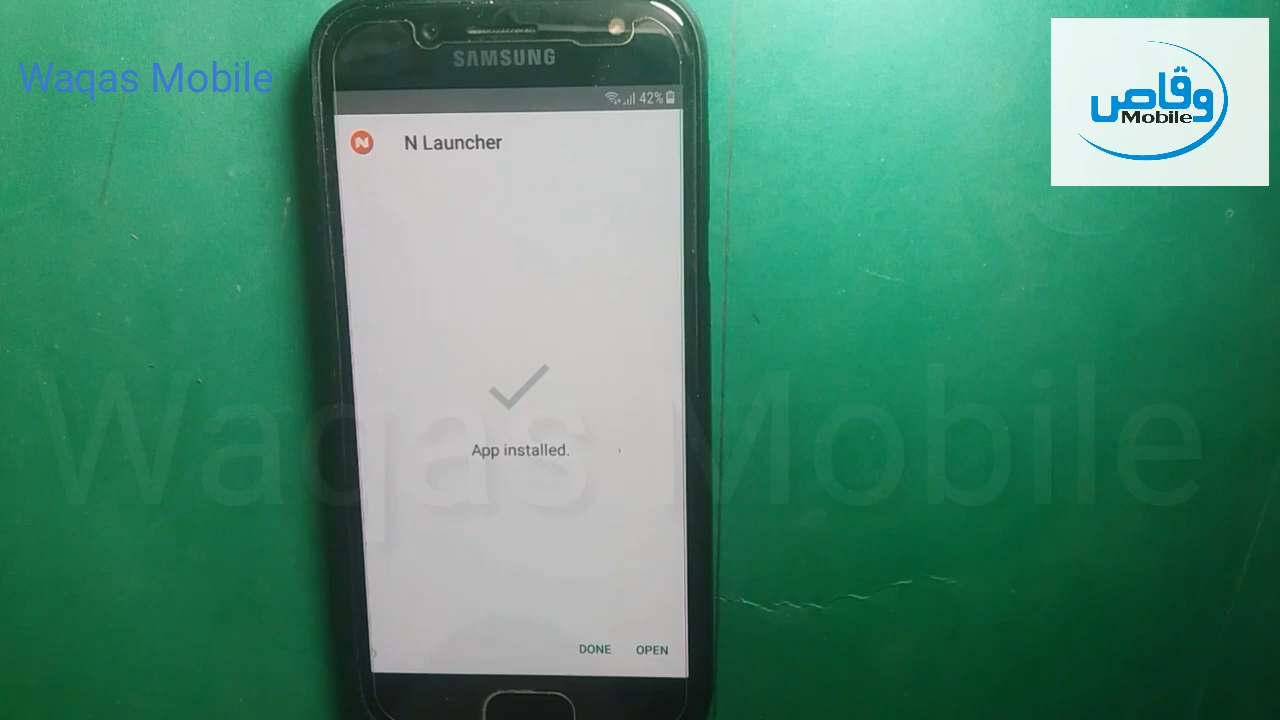 Waqas Mobile
SAMSUNG
42%
N Launcher
وقاص
Mobile
App installed.
Waqas Mobile
DONE OPEN